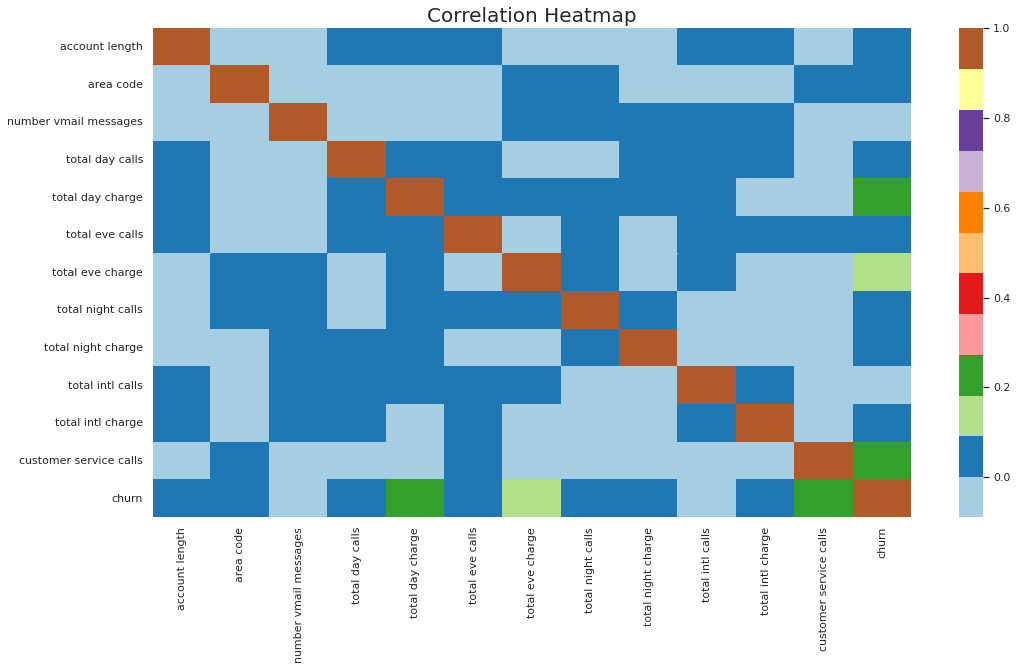 Correlation Heatmap
account length
area code
number vmail messages
total day calls
total day charge
total eve calls
total eve charge
total night calls
total night charge
total intl calls
total intl charge
customer service calls
churn
account length
area code
number vmail messages
total day calls
total day charge
total eve calls
total eve charge
total night calls
total night charge
total intl calls
total intl charge
customer service calls
churn
1.0
0.8
0.6
0.4
0.2
0.0